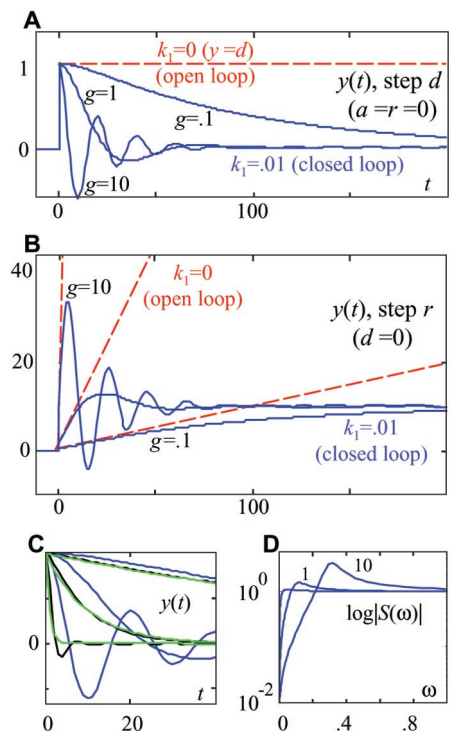 A
k₁=0 (y =d)
(open loop)
1
g=1
y(t), step d
g=.1
(a =r =0)
0
k₁=.01 (closed loop)
g=10
t
0
50
100
B
40
g=10
k₁=0
(open loop)
y(t), step r
(d =0)
20
g=.1
k₁=.01
(closed loop)
0
0
100
C
D
y(t)
1
10
10⁰
log|S(ω)|
0
t
ω
10⁻²
0
20
0
.4
.8